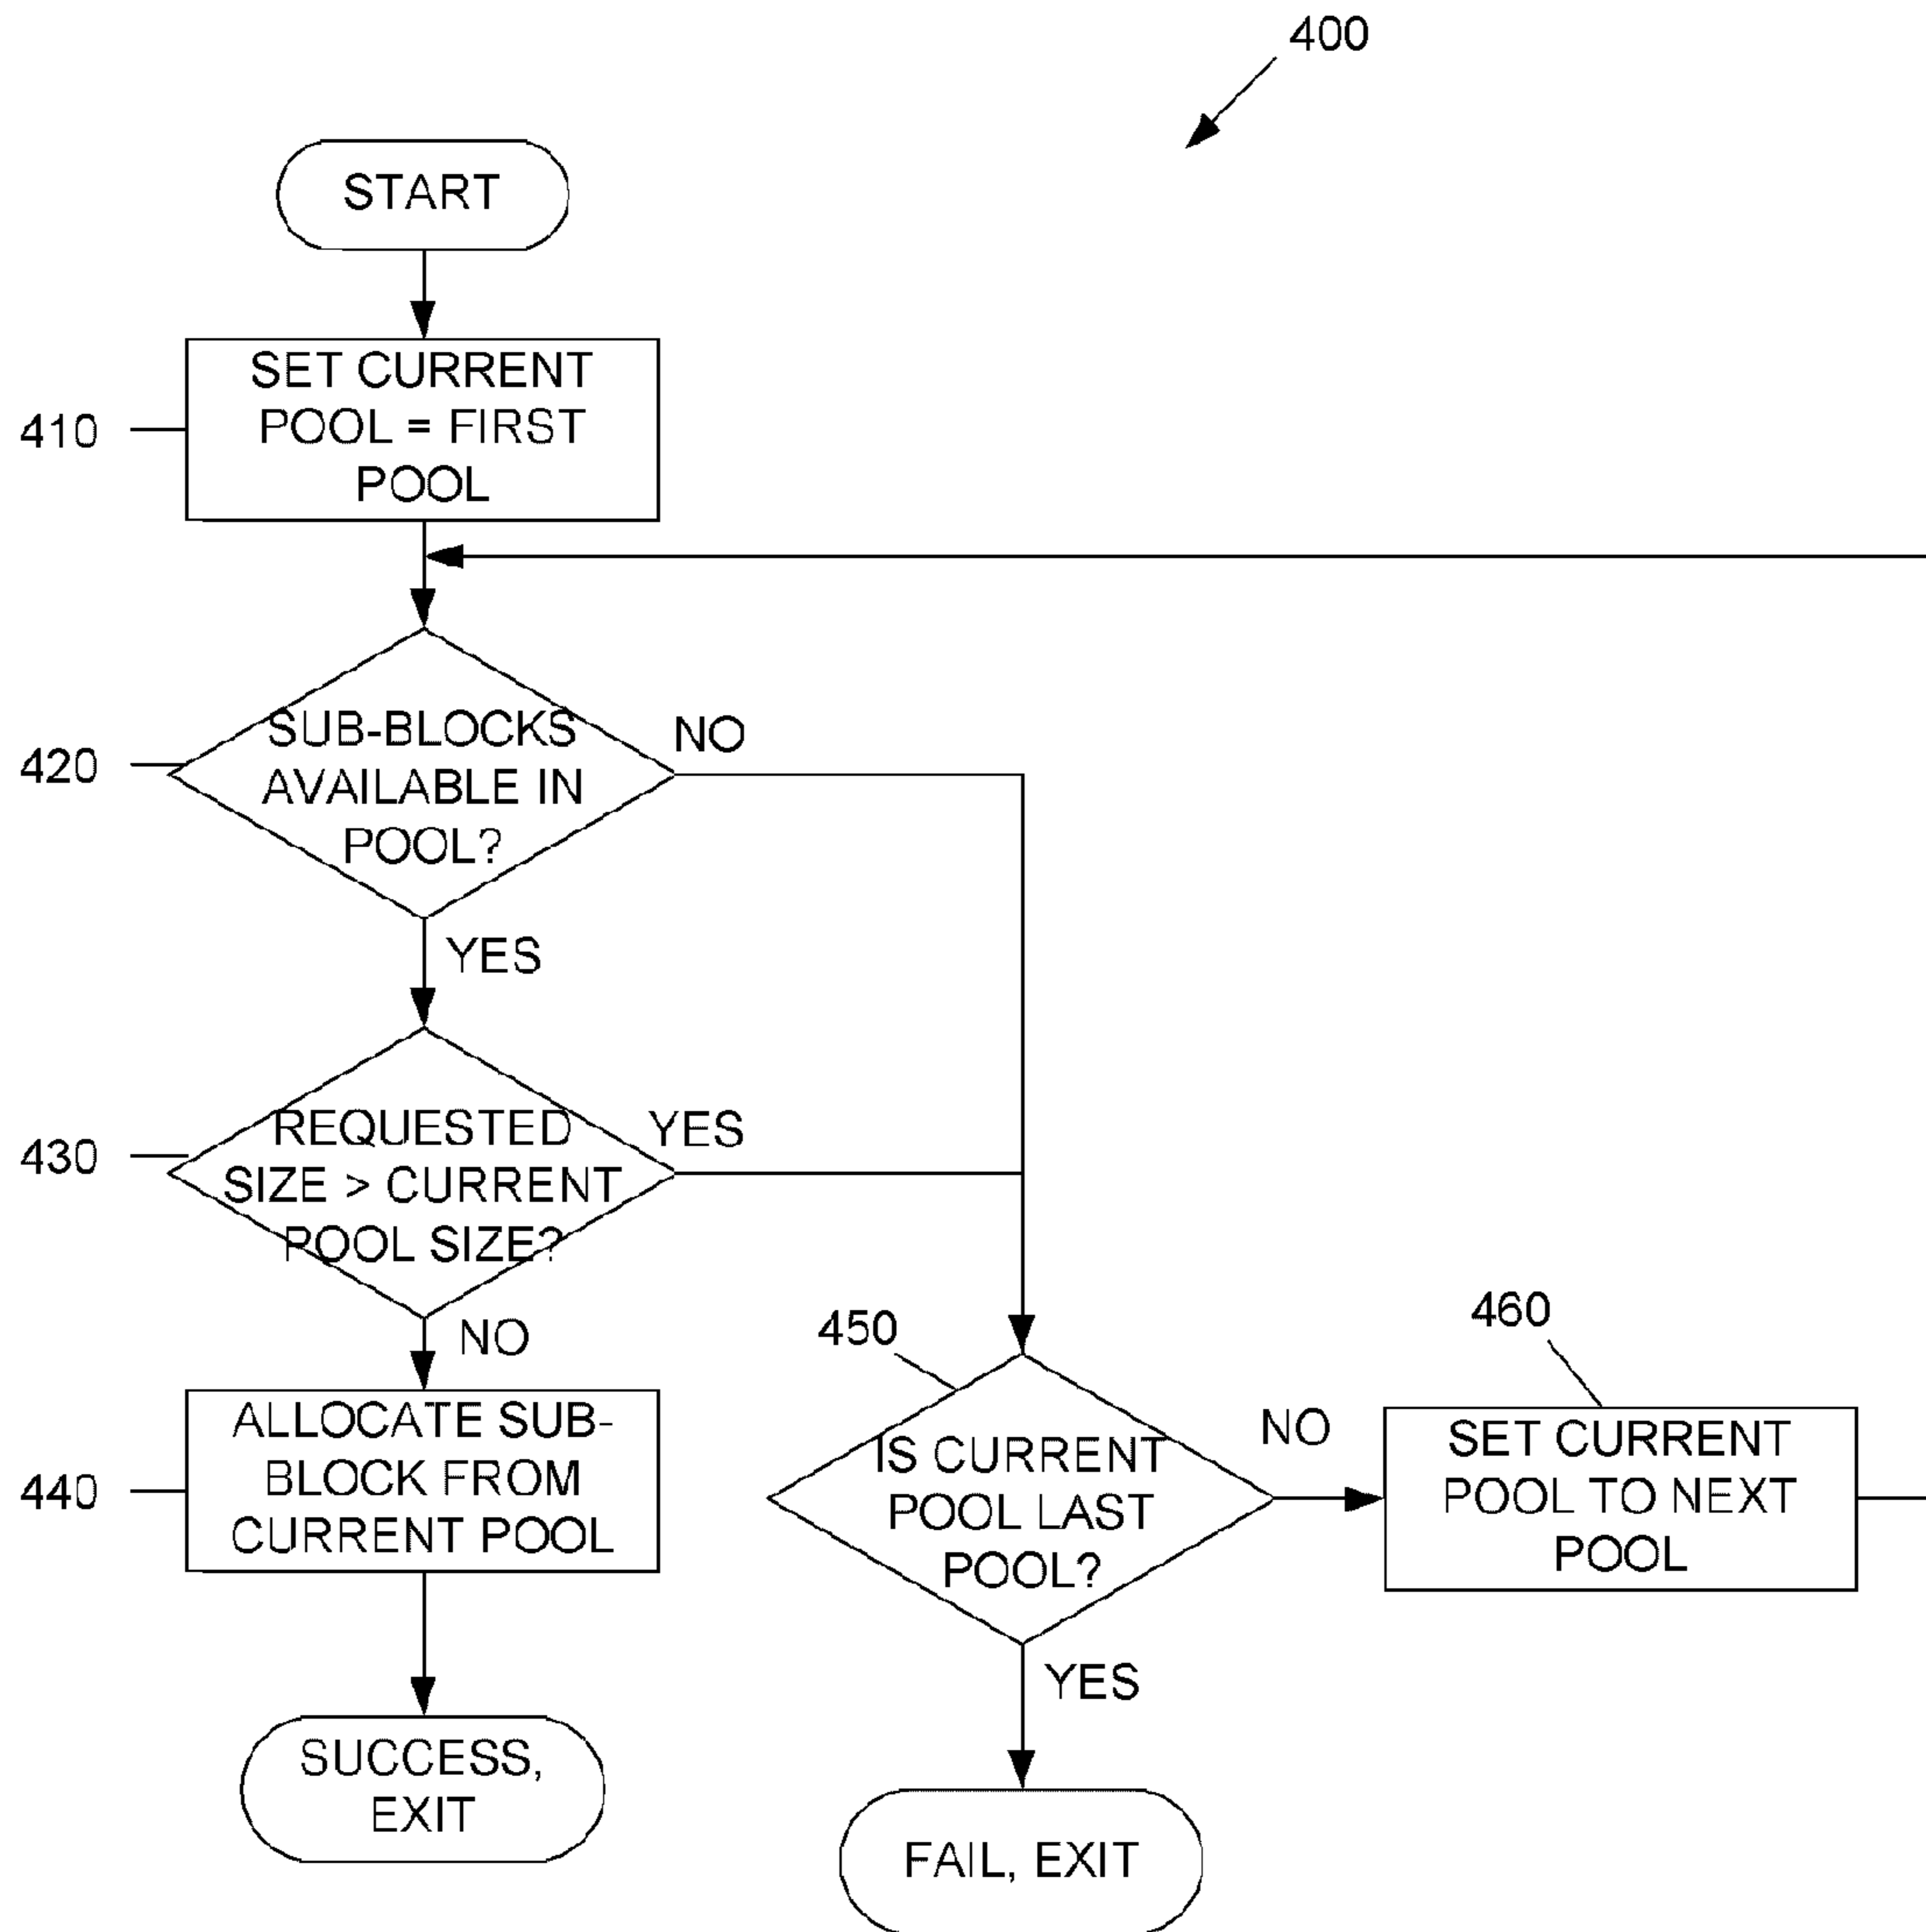 400
START
410
SET CURRENT
POOL = FIRST
POOL
420
SUB-BLOCKS
AVAILABLE IN
POOL?
NO
YES
430
REQUESTED
SIZE > CURRENT
POOL SIZE?
YES
NO
440
ALLOCATE SUB-
BLOCK FROM
CURRENT POOL
SUCCESS,
EXIT
450
IS CURRENT
POOL LAST
POOL?
NO
YES
460
SET CURRENT
POOL TO NEXT
POOL
FAIL, EXIT